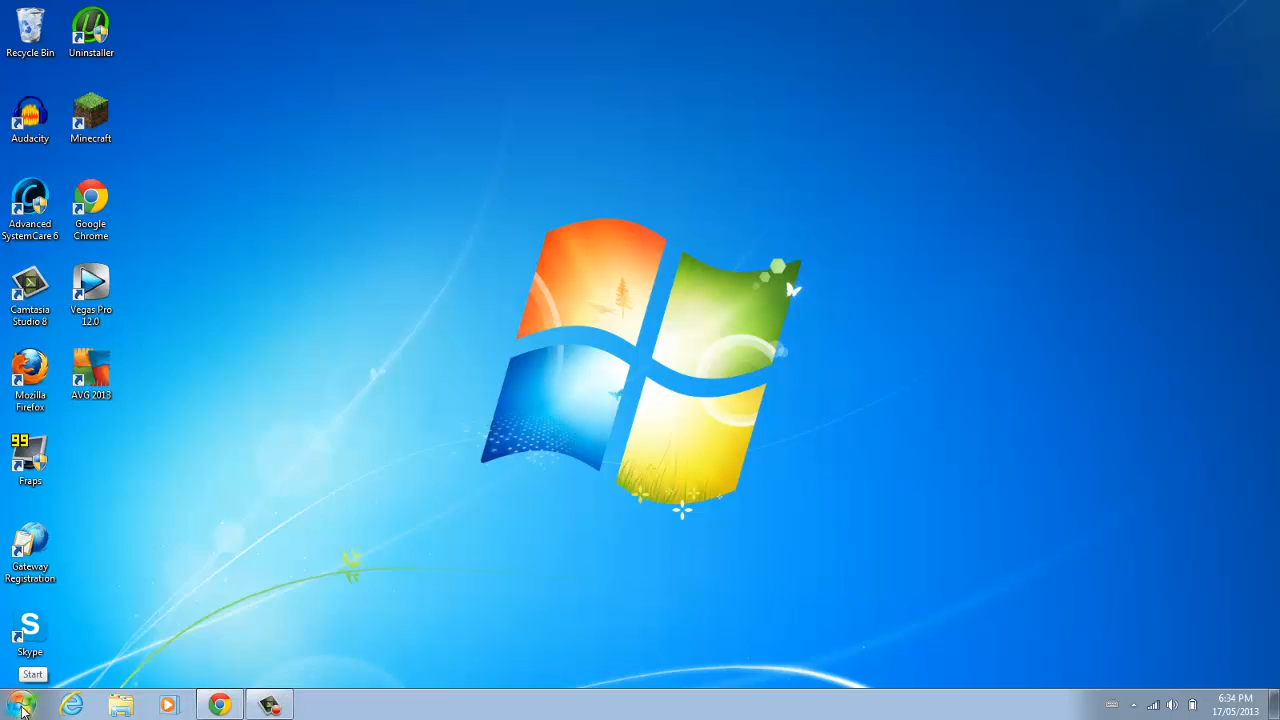 Recycle Bin
Uninstaller
Audacity
Minecraft
Advanced
SystemCare 6
Google
Chrome
Camtasia
Studio 8
Vegas Pro
12.0
Mozilla
Firefox
AVG 2013
99
Fraps
Gateway
Registration
S
Skype
Start
6:34 PM
17/05/2013